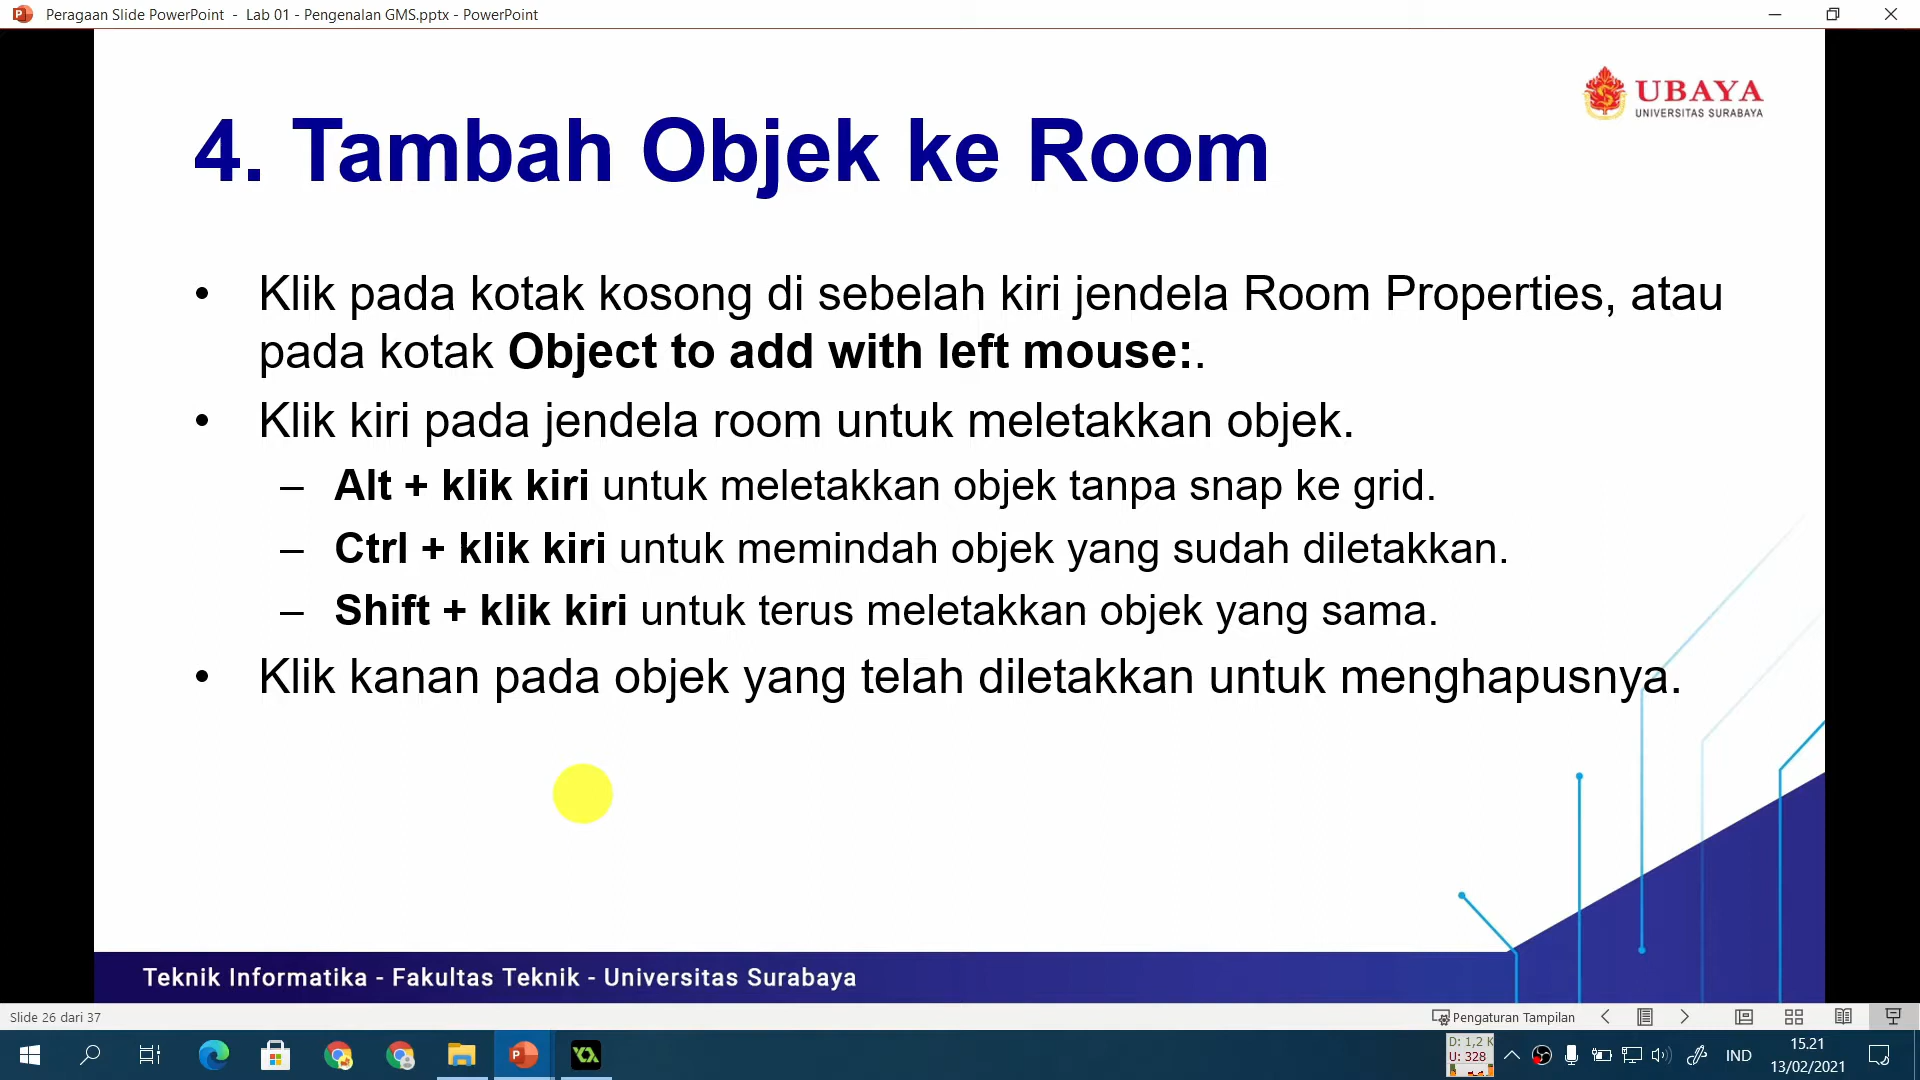 Peragaan Slide PowerPoint - Lab 01 - Pengenalan GMS.pptx - PowerPoint
UBAYA
UNIVERSITAS SURABAYA
4. Tambah Objek ke Room
• Klik pada kotak kosong di sebelah kiri jendela Room Properties, atau
pada kotak Object to add with left mouse:.
• Klik kiri pada jendela room untuk meletakkan objek.
– Alt + klik kiri untuk meletakkan objek tanpa snap ke grid.
– Ctrl + klik kiri untuk memindah objek yang sudah diletakkan.
– Shift + klik kiri untuk terus meletakkan objek yang sama.
• Klik kanan pada objek yang telah diletakkan untuk menghapusnya.
Teknik Informatika - Fakultas Teknik - Universitas Surabaya
Slide 26 dari 37
Pengaturan Tampilan
D: 1,2 K
U: 328
IND
15.21
13/02/2021